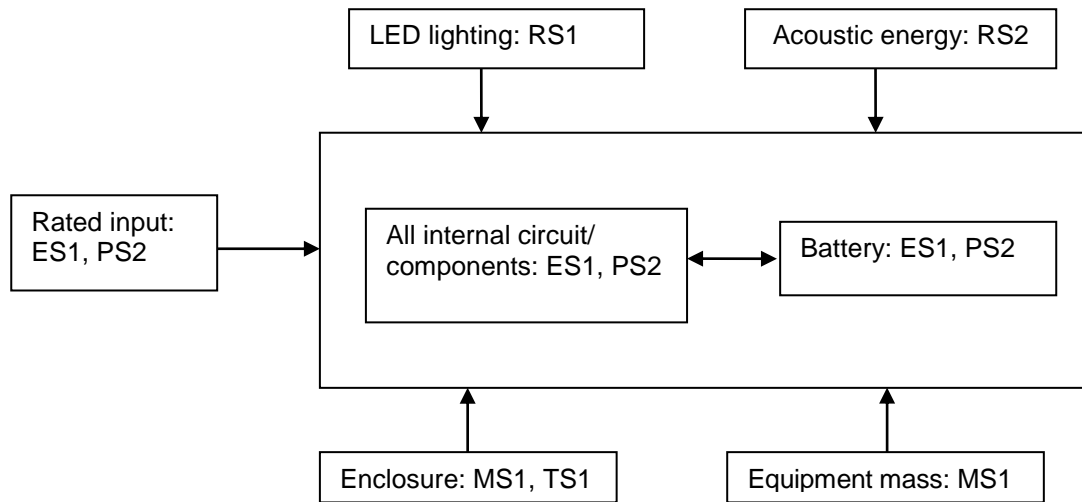 LED lighting: RS1
Acoustic energy: RS2
Rated input:
ES1, PS2
All internal circuit/
components: ES1, PS2
Battery: ES1, PS2
Enclosure: MS1, TS1
Equipment mass: MS1